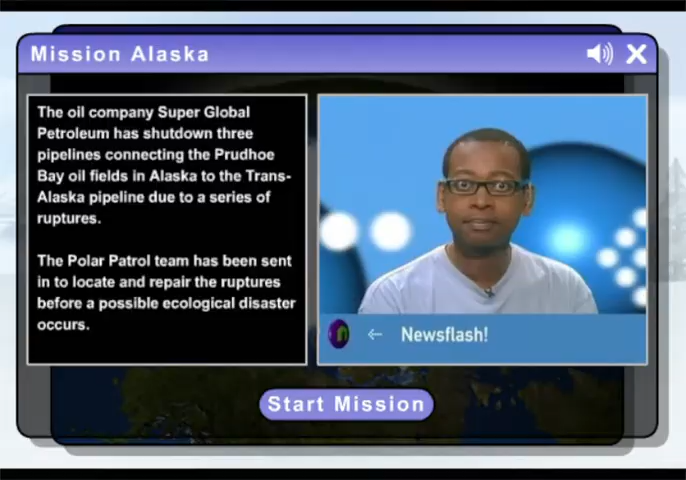 Mission Alaska
The oil company Super Global
Petroleum has shutdown three
pipelines connecting the Prudhoe
Bay oil fields in Alaska to the Trans-
Alaska pipeline due to a series of
ruptures.
The Polar Patrol team has been sent
in to locate and repair the ruptures
before a possible ecological disaster
occurs.
n ← Newsflash!
Start Mission